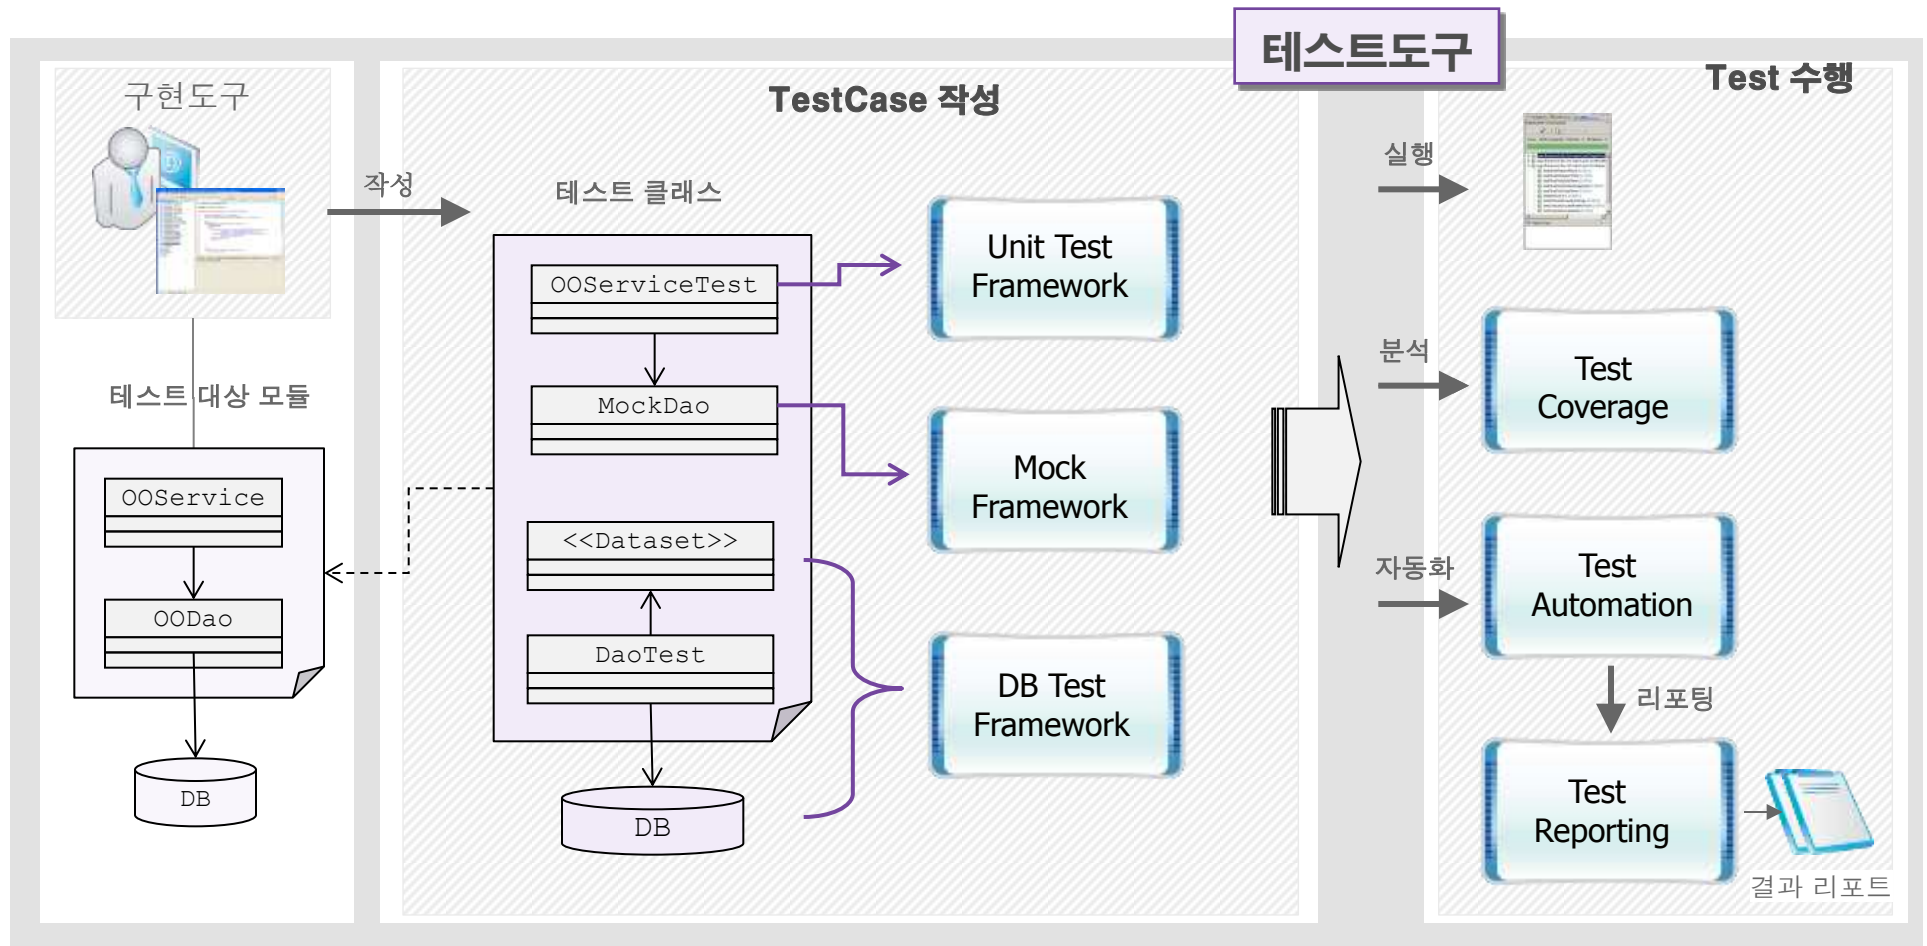 테스트도구
구현도구
작성
테스트 대상 모듈
OOService
OODao
DB
TestCase 작성
테스트 클래스
OOServiceTest
MockDao
<<Dataset>>
DaoTest
DB
Unit Test
Framework
Mock
Framework
DB Test
Framework
Test 수행
실행
분석
Test
Coverage
자동화
Test
Automation
리포팅
Test
Reporting
결과 리포트